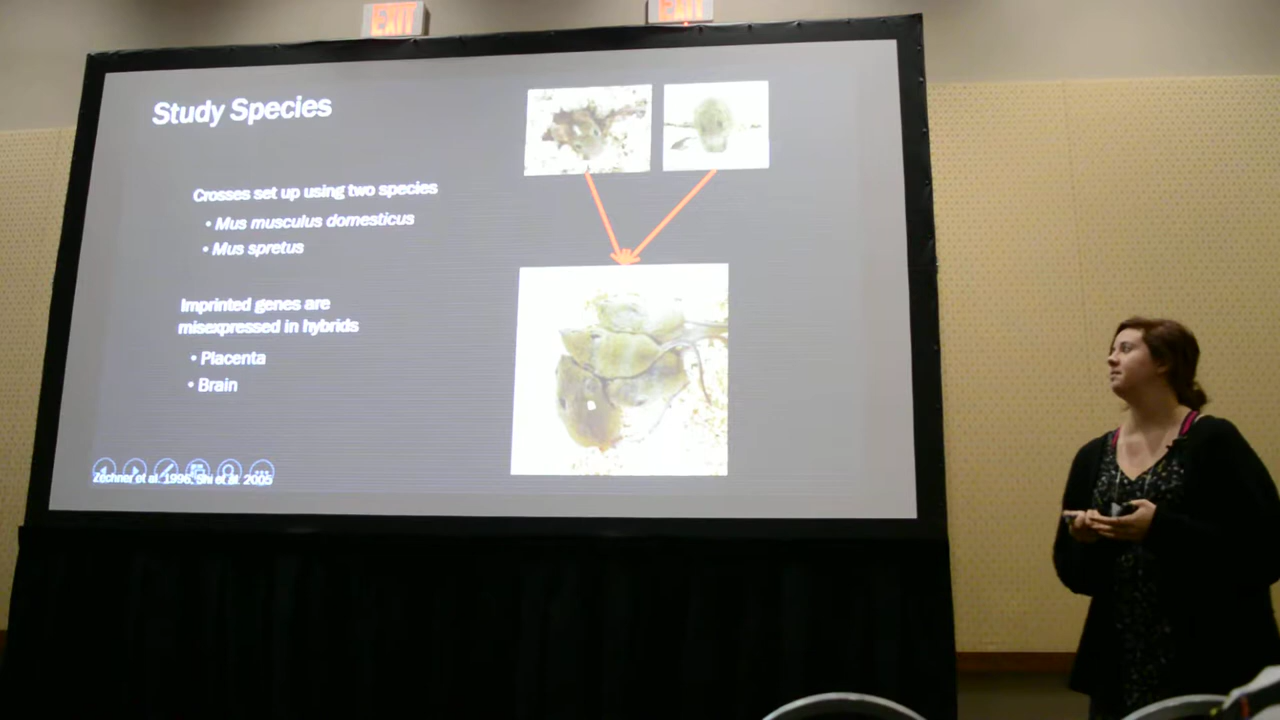 EXIT
EXIT
Study Species
Crosses set up using two species
• Mus musculus domesticus
• Mus spretus
Imprinted genes are
misexpressed in hybrids
• Placenta
• Brain
Zechner et al. 1996, Shi et al. 2005